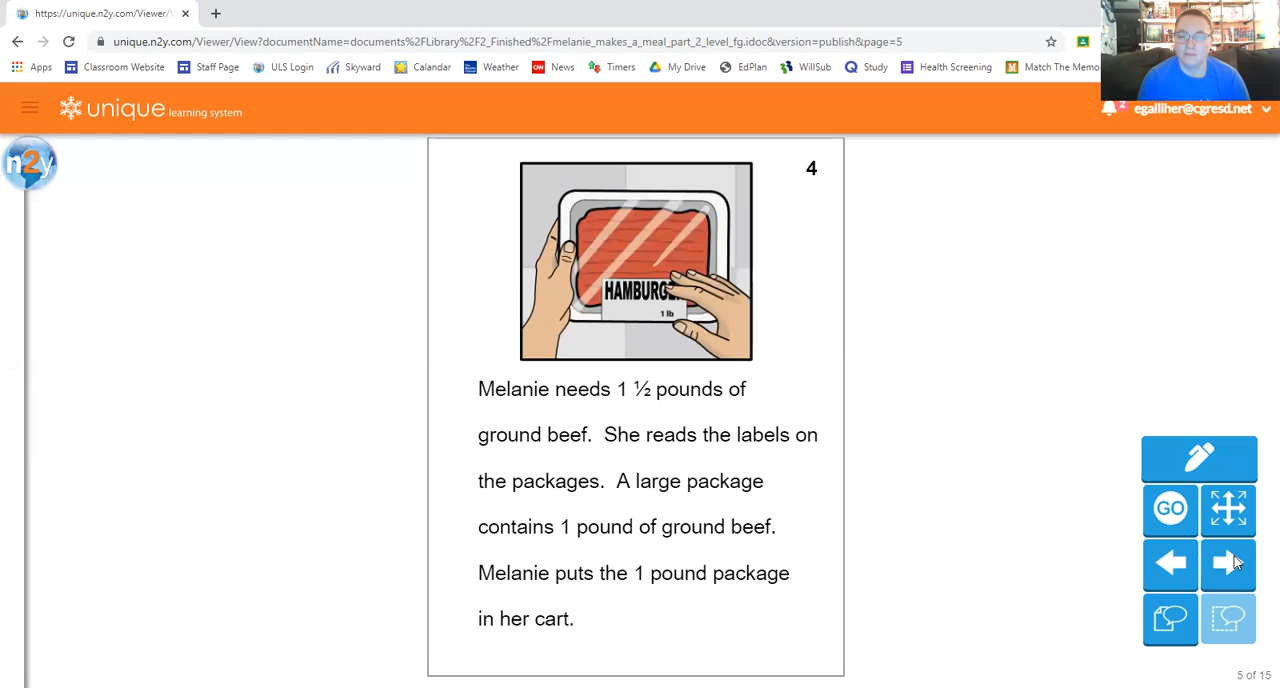 https://unique.n2y.com/Viewer/
unique.n2y.com/Viewer/View?documentName=documents%2FLibrary%2F2_Finished%2Fmelanie_makes_a_meal_part_2_level_fg.idoc&version=publish&page=5
Apps Classroom Website Staff Page ULS Login Skyward Calendar Weather News Timers My Drive EdPlan WillSub Study Health Screening Match The Memo
unique learning system
2 egalliher@cgresd.net
n2y
4
HAMBURGE
1 lb
Melanie needs 1 ½ pounds of
ground beef. She reads the labels on
the packages. A large package
contains 1 pound of ground beef.
Melanie puts the 1 pound package
in her cart.
GO
5 of 15